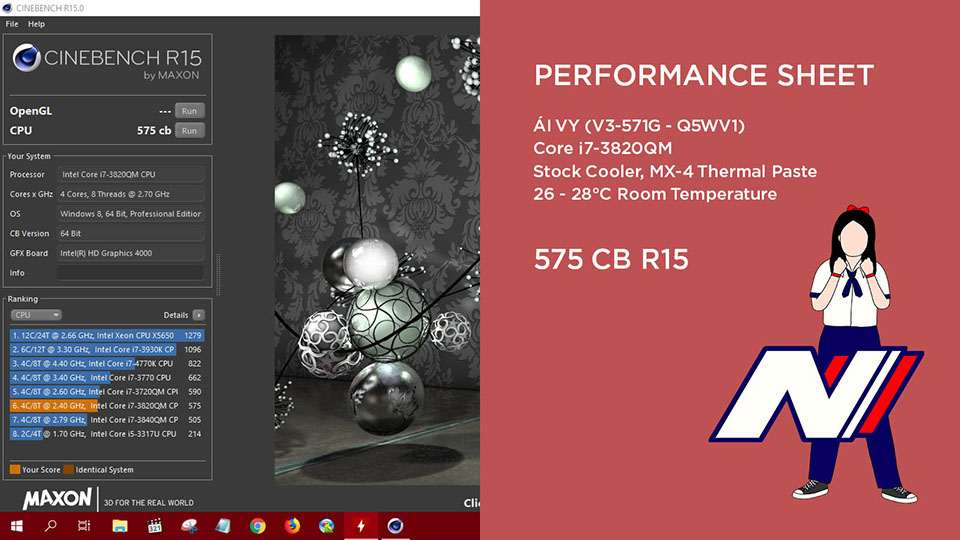 CINEBENCH R15.0
File Help
CINEBENCH R15
by MAXON
OpenGL --- Run
CPU 575 cb Run
Your System
Processor Intel Core i7-3820QM CPU
Cores x GHz 4 Cores, 8 Threads @ 2.70 GHz
OS Windows 8, 64 Bit, Professional Edition
CB Version 64 Bit
GFX Board Intel(R) HD Graphics 4000
Info
Ranking
CPU Details
1. 12C/24T @ 2.66 GHz, Intel Xeon CPU X5650 1279
2. 6C/12T @ 3.30 GHz, Intel Core i7-3930K CP 1096
3. 4C/8T @ 4.40 GHz, Intel Core i7-4770K CPU 822
4. 4C/8T @ 3.40 GHz, Intel Core i7-3770 CPU 662
5. 4C/8T @ 2.60 GHz, Intel Core i7-3720QM CPI 590
6. 4C/8T @ 2.40 GHz, Intel Core i7-3820QM CP 575
7. 4C/8T @ 2.79 GHz, Intel Core i7-3840QM CP 505
8. 2C/4T @ 1.70 GHz, Intel Core i5-3317U CPU 214
Your Score Identical System
MAXON 3D FOR THE REAL WORLD
Clic
321
PERFORMANCE SHEET
ÁI VY (V3-571G - Q5WV1)
Core i7-3820QM
Stock Cooler, MX-4 Thermal Paste
26 - 28°C Room Temperature
575 CB R15
N